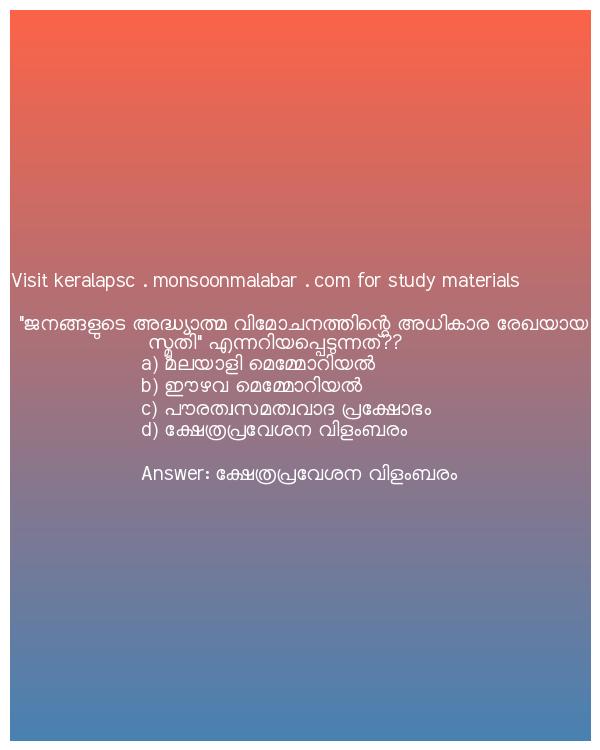 Visit keralapsc . monsoonmalabar . com for study materials
"ജനങ്ങളുടെ അദ്ധ്യാത്മ വിമോചനത്തിന്റെ അധികാര രേഖയായ
സ്മൃതി" എന്നറിയപ്പെടുന്നത്??
a) മലയാളി മെമ്മോറിയൽ
b) ഈഴവ മെമ്മോറിയൽ
c) പൗരത്വസമത്വവാദ പ്രക്ഷോഭം
d) ക്ഷേത്രപ്രവേശന വിളംബരം
Answer: ക്ഷേത്രപ്രവേശന വിളംബരം